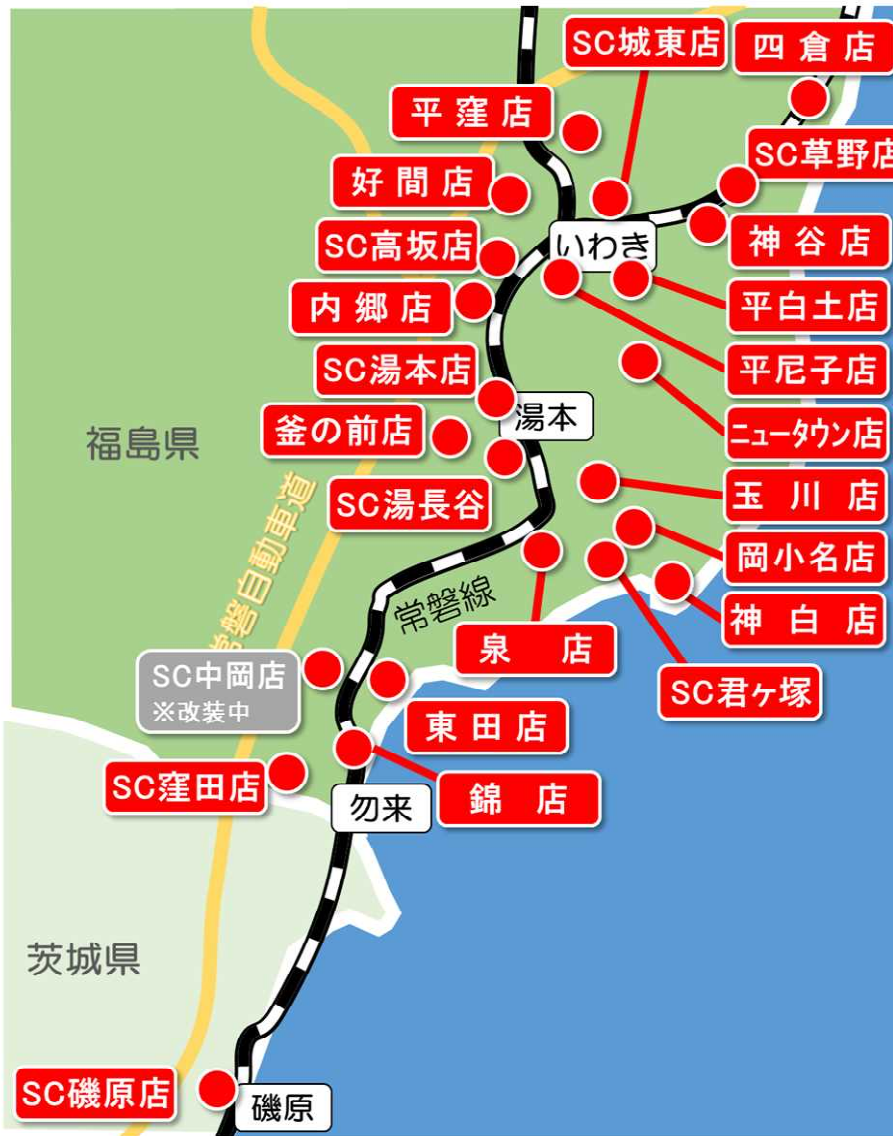 SC城東店
四倉店
平窪店
SC草野店
好間店
いわき
神谷店
SC高坂店
内郷店
平白土店
SC湯本店
平尼子店
湯本
釜の前店
ニュータウン店
福島県
SC湯長谷
玉川店
常磐自動車道
岡小名店
常磐線
神白店
泉店
SC中岡店
※改装中
SC君ヶ塚
東田店
SC窪田店
錦店
勿来
茨城県
SC磯原店
磯原